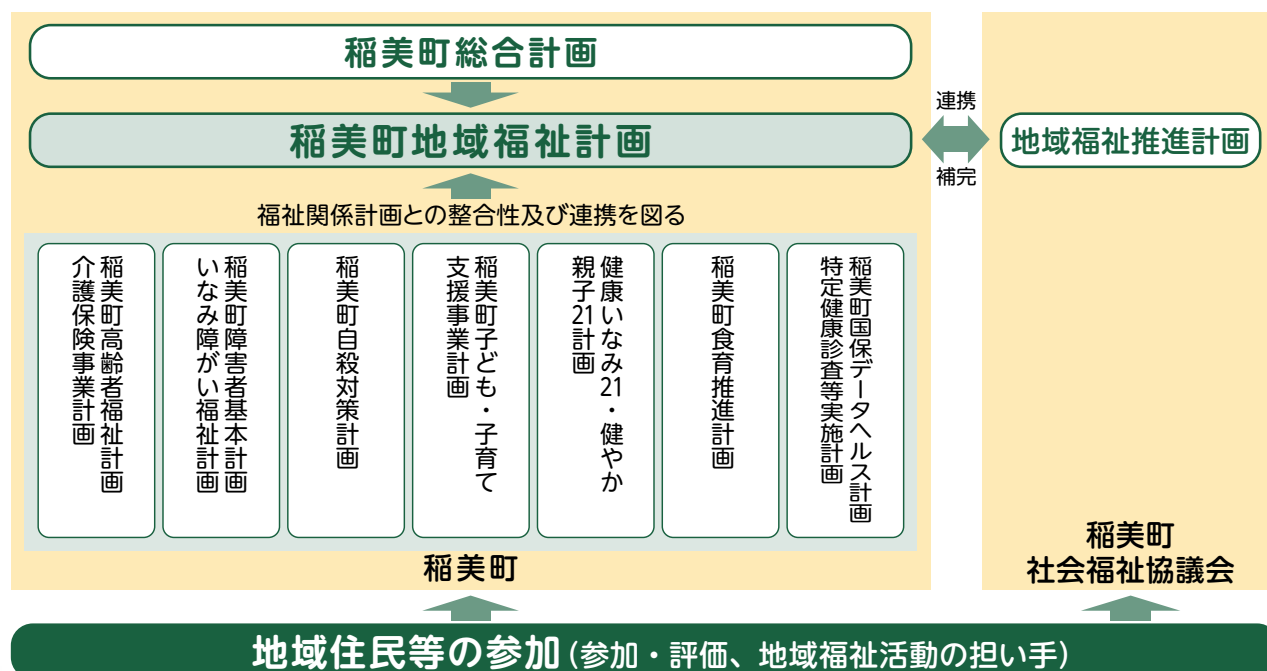 稲美町総合計画
稲美町地域福祉計画
連携
補完
地域福祉推進計画
福祉関係計画との整合性及び連携を図る
稲美町高齢者福祉計画
介護保険事業計画
稲美町障害者基本計画
いなみ障がい福祉計画
稲美町自殺対策計画
稲美町子ども・子育て
支援事業計画
健康いなみ21・健やか
親子21計画
稲美町食育推進計画
稲美町国保データヘルス計画
特定健康診査等実施計画
稲美町
稲美町
社会福祉協議会
地域住民等の参加(参加・評価、地域福祉活動の担い手)